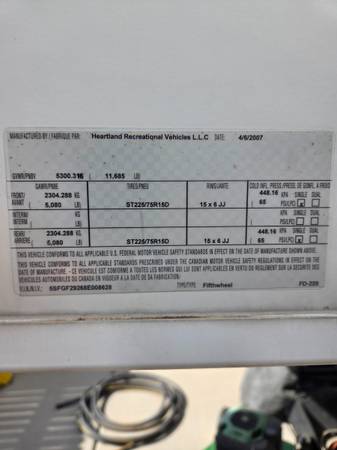 MANUFACTURED BY / FABRIQUE PAR: Heartland Recreational Vehicles L.L.C DATE: 4/6/2007
GVWR/PNBV 5300.316 ( 11,685 LB)
GAWR/PNBE TIRES/PNEU RIMS/JANTE COLD INFL. PRESS./PRESS. DE GONFL. A FROID
FRONT/ 2304.288 KG 448.16 KPA SINGLE DUAL
AVANT ( 5,080 LB) ST225/75R15D 15 x 6 JJ ( 65 PSI/LPC) x
INTERM/ KG KPA SINGLE DUAL
INTERM ( LB) ( PSI/LPC)
REAR/ 2304.288 KG 448.16 KPA SINGLE DUAL
ARRIERE ( 5,080 LB) ST225/75R15D 15 x 6 JJ ( 65 PSI/LPC) x
THIS VEHICLE CONFORMS TO ALL APPLICABLE U.S. FEDERAL MOTOR VEHICLE SAFETY STANDARDS IN EFFECT ON THE DATE OF MANUFACTURE SHOWN ABOVE.
THIS VEHICLE CONFORMS TO ALL APPLICABLE STANDARDS PRESCRIBED UNDER THE CANADIAN MOTOR VEHICLE SAFETY REGULATIONS IN EFFECT ON THE
DATE OF MANUFACTURE - CE VEHICULE EST CONFORME A TOUTES LES NORMES QUI LUI SONT APPLICABLES EN VERTU DU REGLEMENT SUR LA SECURITE DES
VEHICULES AUTOMOBILES DU CANADA EN VIGUEUR A LA DATE DE SA FABRICATION:
V.I.N./N.I.V.: 5SFGF29268E008628 TYPE/TYPE: Fifthwheel